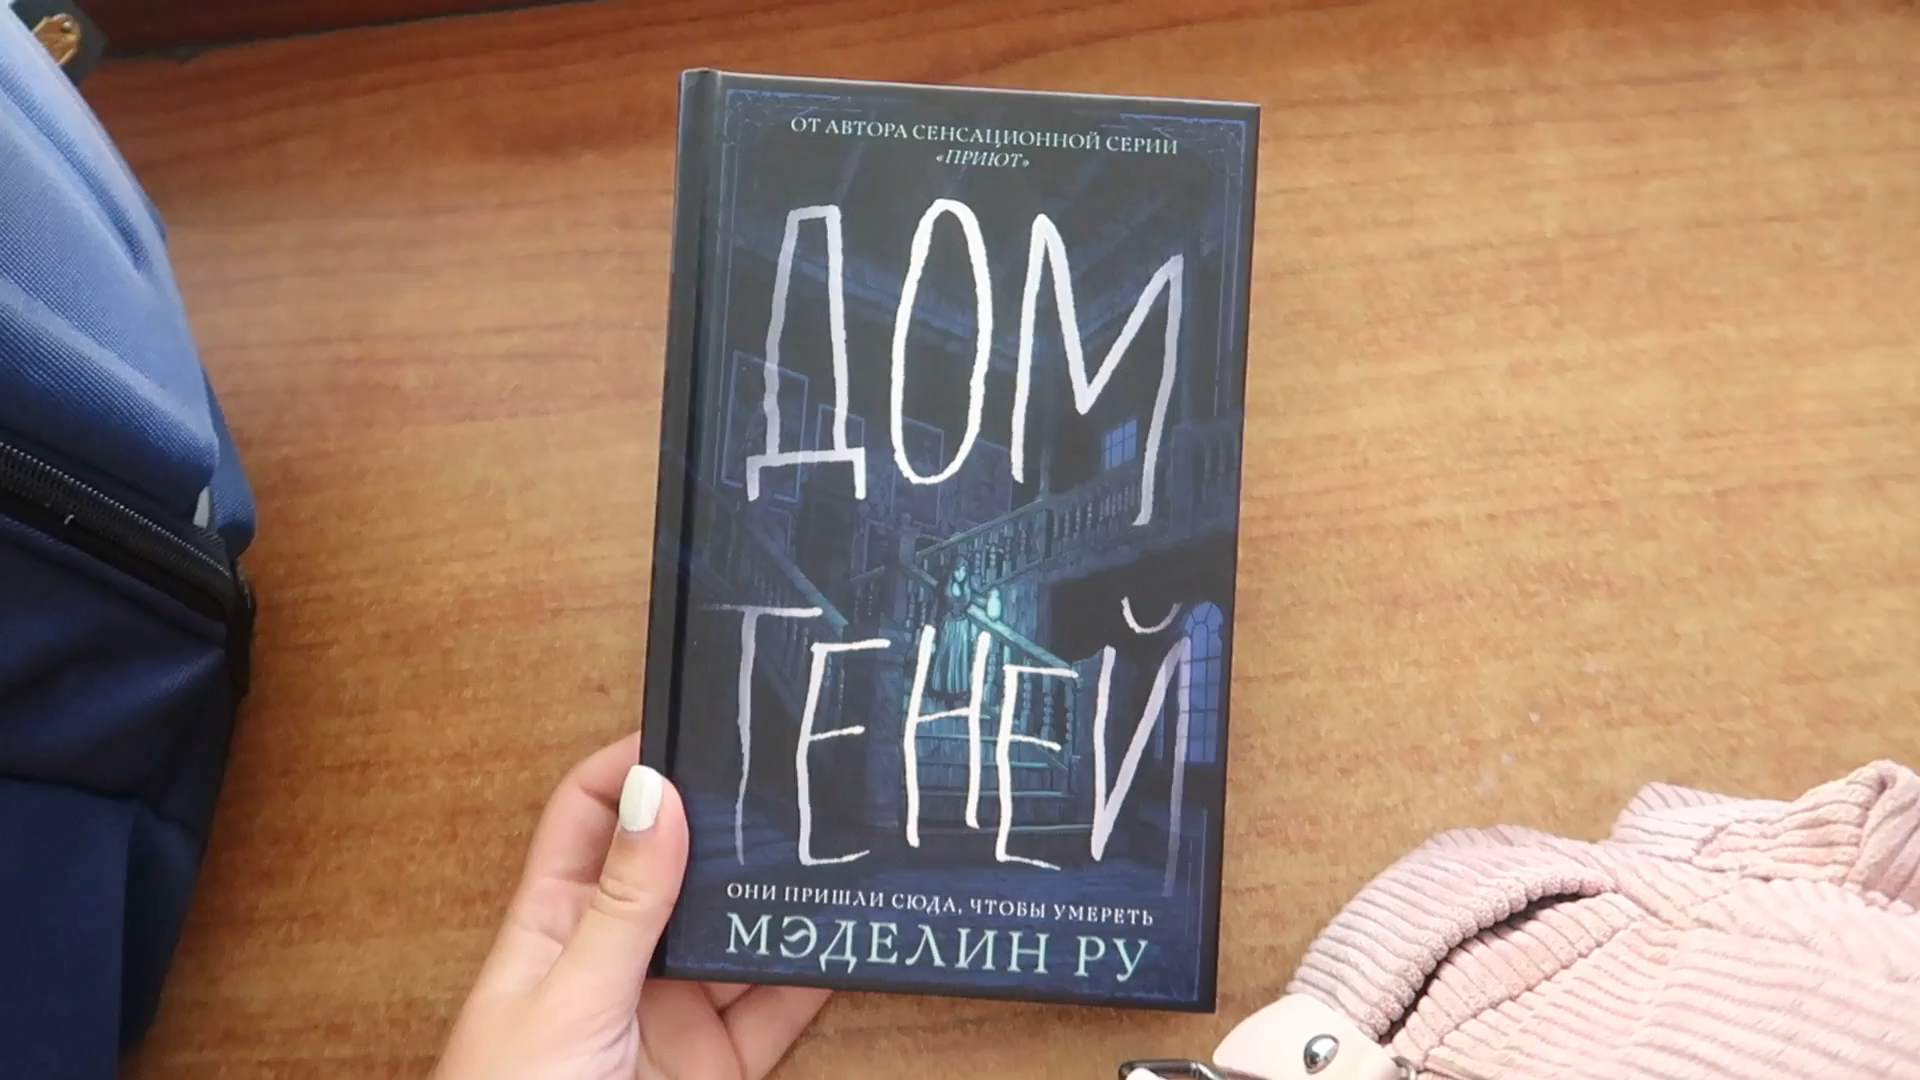 ОТ АВТОРА СЕНСАЦИОННОЙ СЕРИИ
«ПРИЮТ»
ДОМ
ТЕНЕЙ
ОНИ ПРИШЛИ СЮДА, ЧТОБЫ УМЕРЕТЬ
МЭДЕЛИН РУ